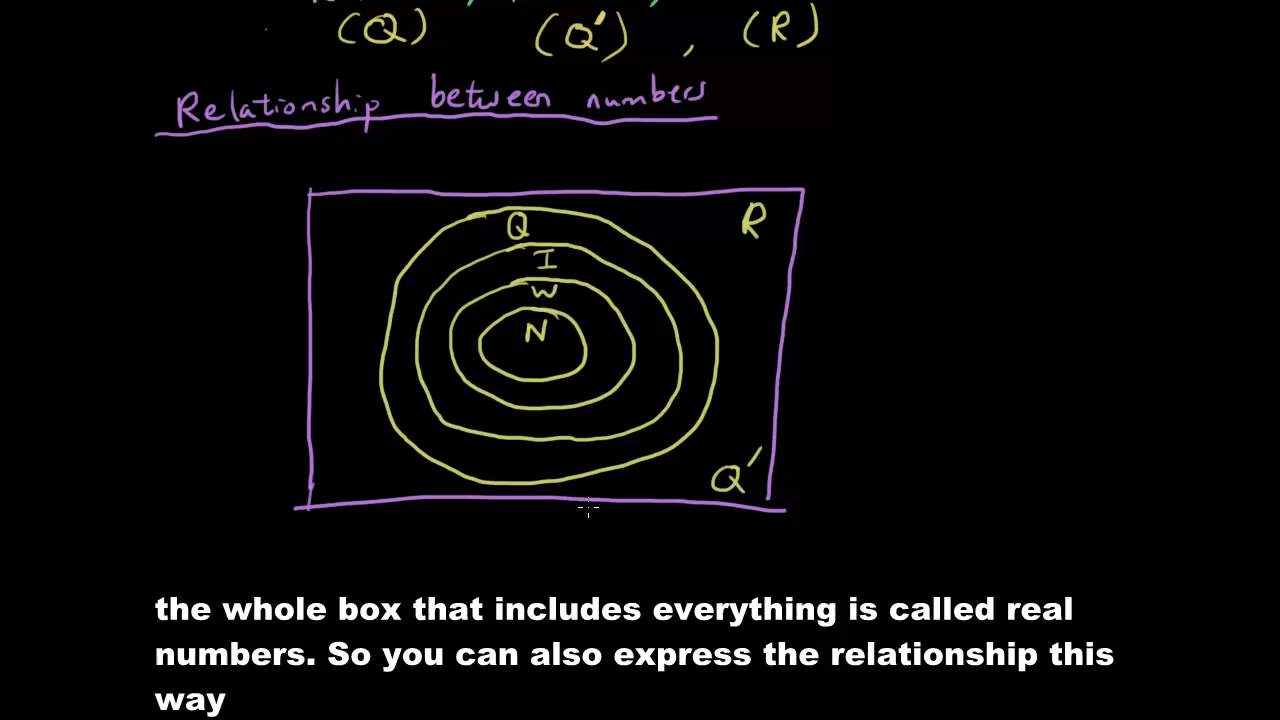 (Q) (Q′) , (R)
Relationship between numbers
R
Q
I
W
N
Q′
the whole box that includes everything is called real
numbers. So you can also express the relationship this
way